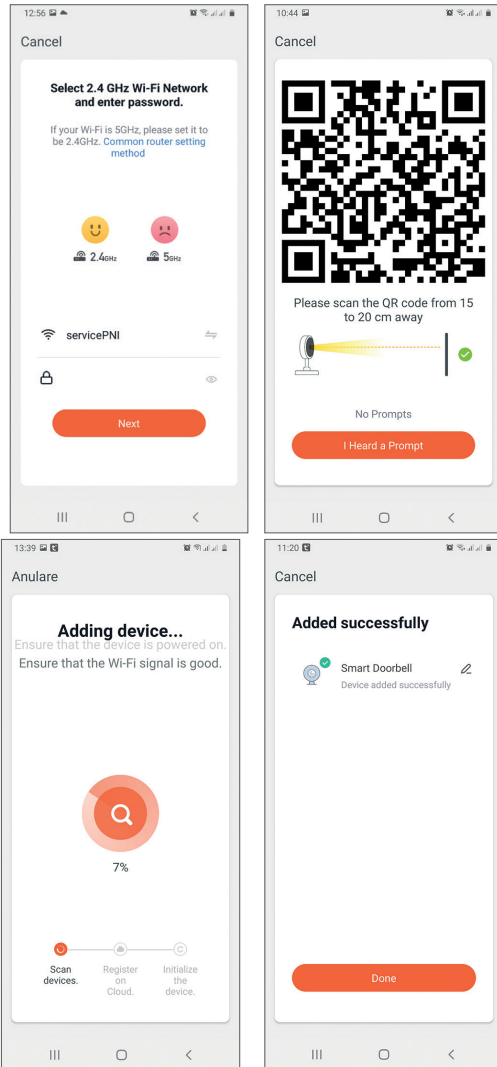 12:56
Cancel
Select 2.4 GHz Wi-Fi Network
and enter password.
If your Wi-Fi is 5GHz, please set it to
be 2.4GHz. Common router setting
method
2.4GHz
5GHz
servicePNI
Next
10:44
Cancel
Please scan the QR code from 15
to 20 cm away
No Prompts
I Heard a Prompt
13:39
Anulare
Adding device...
Ensure that the device is powered on.
Ensure that the Wi-Fi signal is good.
7%
Scan
devices.
Register
on
Cloud.
Initialize
the
device.
11:20
Cancel
Added successfully
Smart Doorbell
Device added successfully
Done